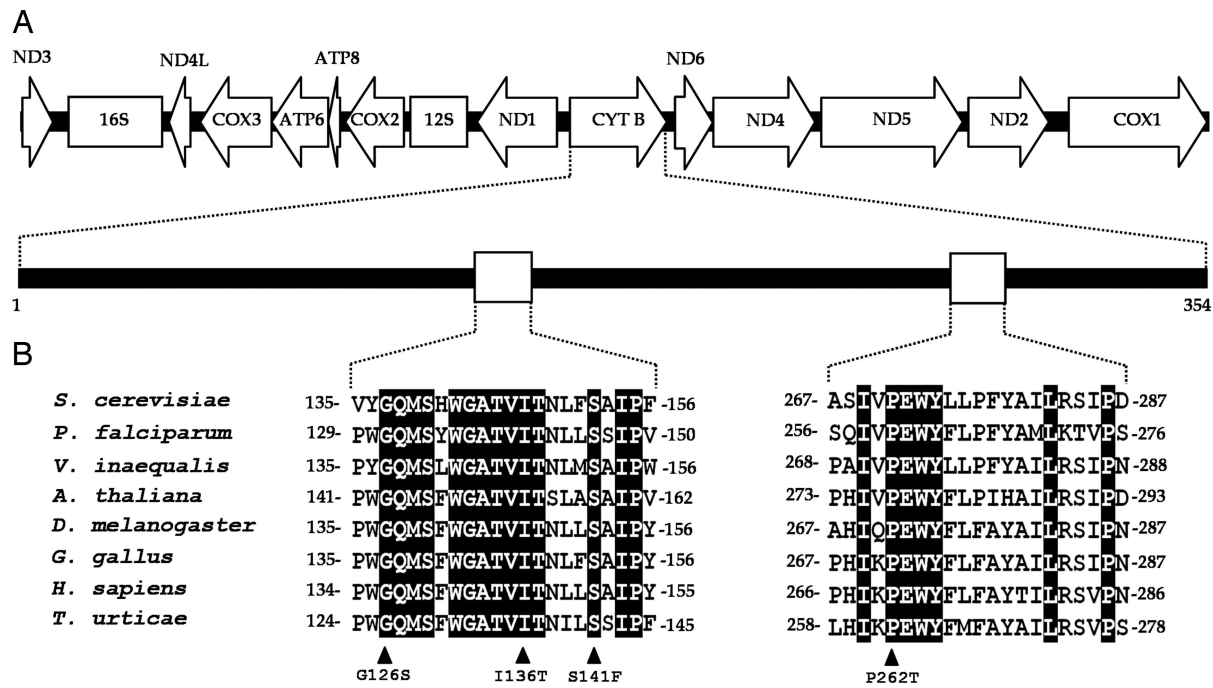 A
ND3 ND4L ATP8 ND6
16S COX3 ATP6 COX2 12S ND1 CYT B ND4 ND5 ND2 COX1
1 354
B
S. cerevisiae 135- VYGQMSHWGATVITNLFSAIPF -156 267- ASIVPEWYLLPFYAILRSIPD -287
P. falciparum 129- PWGQMSYWGATVITNLLSSIPV -150 256- SQIVPEWYFLPFYAMLKTVPS -276
V. inaequalis 135- PYGQMSLWGATVITNLMSAIPW -156 268- PAIVPEWYLLPFYAILRSIPN -288
A. thaliana 141- PWGQMSFWGATVITSLASAIPV -162 273- PHIVPEWYFLPIHAILRSIPD -293
D. melanogaster 135- PWGQMSFWGATVITNLLSAIPY -156 267- AHIQPEWYFLFAYAILRSIPN -287
G. gallus 135- PWGQMSFWGATVITNLFSAIPY -156 267- PHIKPEWYFLFAYAILRSIPN -287
H. sapiens 134- PWGQMSFWGATVITNLLSAIPY -155 266- PHIKPEWYFLFAYTILRSVPN -286
T. urticae 124- PWGQMSFWGATVITNILSSIPF -145 258- LHIKPEWYFMFAYAILRSVPS -278
G126S I136T S141F P262T